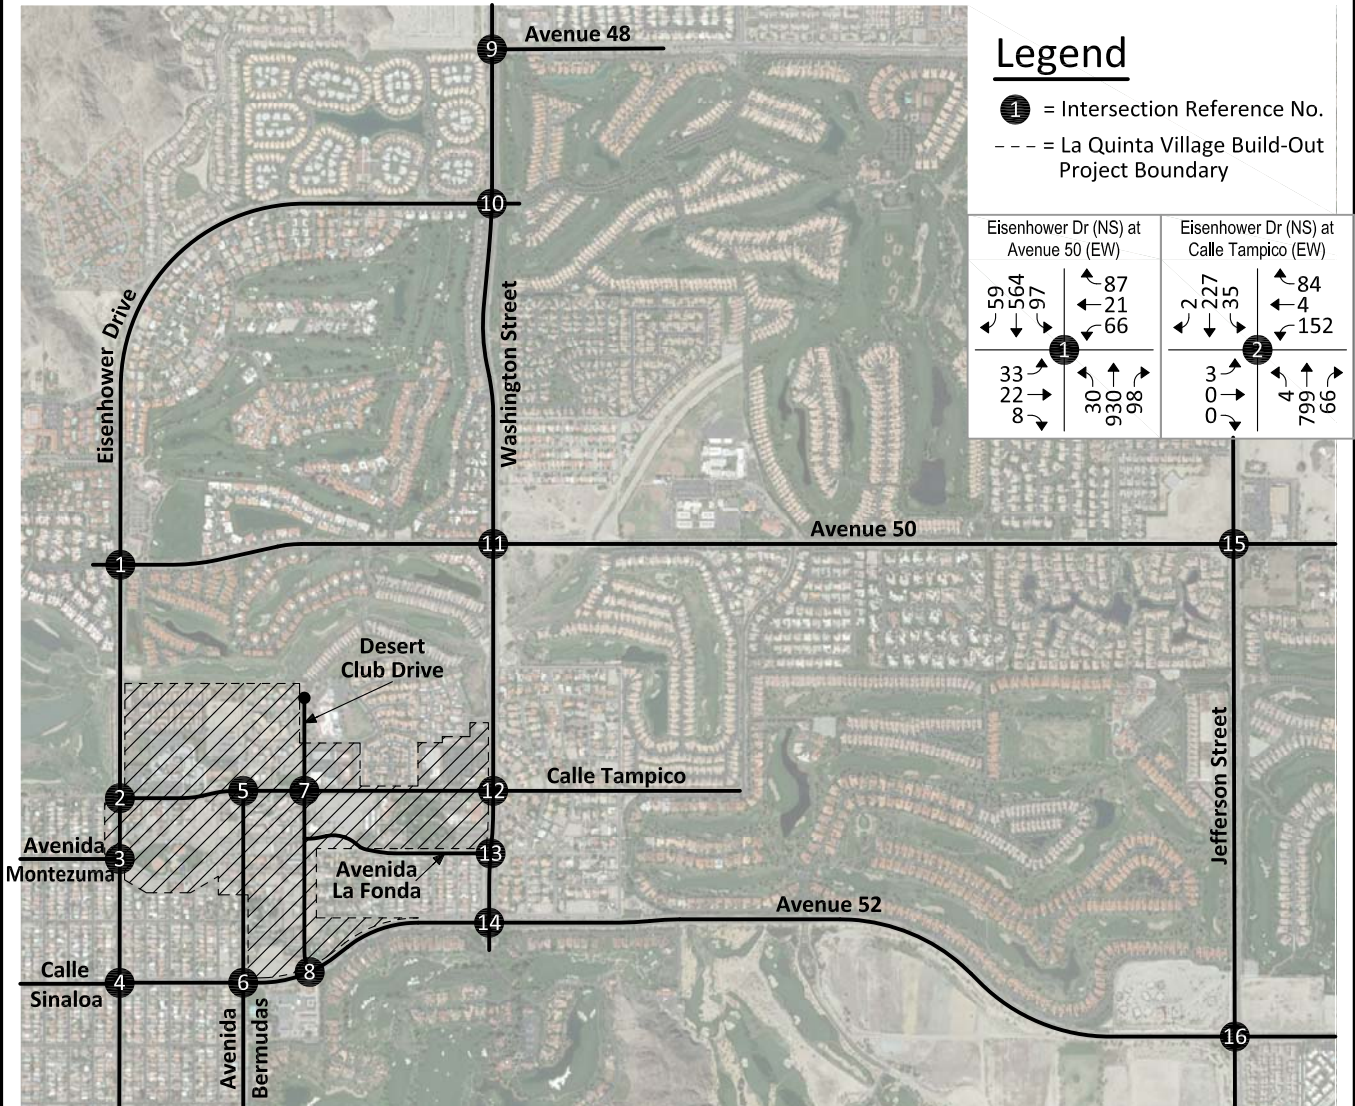 Avenue 48
Legend
1 = Intersection Reference No.
--- = La Quinta Village Build-Out
Project Boundary
Eisenhower Dr (NS) at
Avenue 50 (EW)
59
564
97
87
21
66
1
33
22
8
30
930
98
Eisenhower Dr (NS) at
Calle Tampico (EW)
2
227
35
84
4
152
2
3
0
0
4
799
66
9
10
Eisenhower Drive
Washington Street
Avenue 50
1
11
15
Desert
Club Drive
Jefferson Street
Calle Tampico
2
5
7
12
Avenida
Montezuma
3
13
Avenida
La Fonda
Avenue 52
14
Calle
Sinaloa
4
6
8
Avenida
Bermudas
16